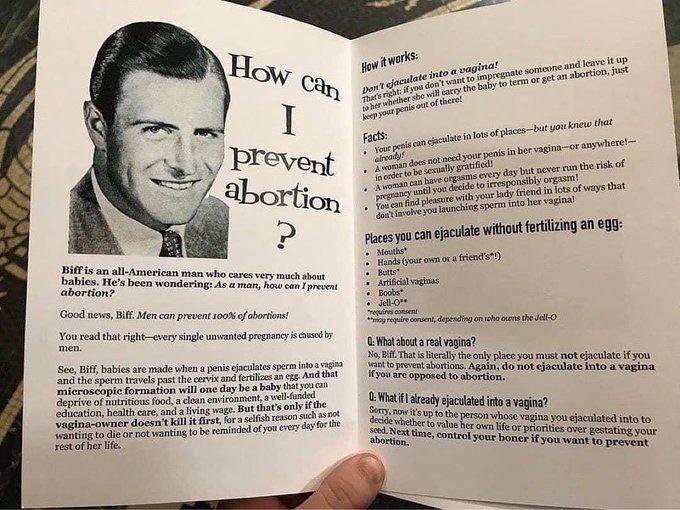 How can
I
prevent
abortion
?
Biff is an all-American man who cares very much about
babies. He's been wondering: As a man, how can I prevent
abortion?
Good news, Biff. Men can prevent 100% of abortions!
You read that right—every single unwanted pregnancy is caused by
men.
See, Biff, babies are made when a penis ejaculates sperm into a vagina
and the sperm travels past the cervix and fertilizes an egg. And that
microscopic formation will one day be a baby that you can
deprive of nutritious food, a clean environment, a well-funded
education, health care, and a living wage. But that's only if the
vagina-owner doesn't kill it first, for a selfish reason such as not
wanting to die or not wanting to be reminded of you every day for the
rest of her life.
How it works:
Don't ejaculate into a vagina!
That's right: if you don't want to impregnate someone and leave it up
to her whether she will carry the baby to term or get an abortion, just
keep your penis out of there!
Facts:
• Your penis can ejaculate in lots of places—but you knew that
already!
• A woman does not need your penis in her vagina—or anywhere!—
in order to be sexually gratified!
• A woman can have orgasms every day but never run the risk of
pregnancy until you decide to irresponsibly orgasm!
• You can find pleasure with your lady friend in lots of ways that
don't involve you launching sperm into her vagina!
Places you can ejaculate without fertilizing an egg:
• Mouths*
• Hands (your own or a friend's*!)
• Butts*
• Artificial vaginas
• Boobs*
• Jell-O**
*requires consent
**may require consent, depending on who owns the Jell-O
Q: What about a real vagina?
No, Biff. That is literally the only place you must not ejaculate if you
want to prevent abortions. Again, do not ejaculate into a vagina
if you are opposed to abortion.
Q: What if I already ejaculated into a vagina?
Sorry, now it's up to the person whose vagina you ejaculated into to
decide whether to value her own life or priorities over gestating your
seed. Next time, control your boner if you want to prevent
abortion.